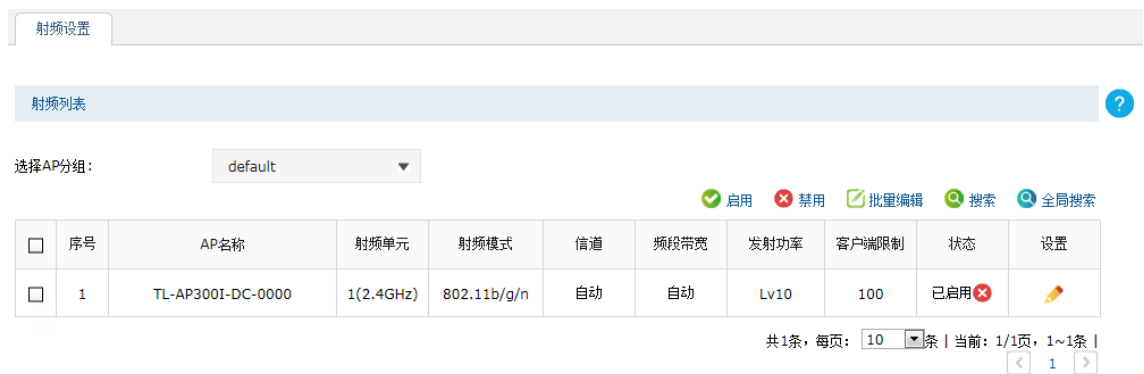 射频设置
射频列表
?
选择AP分组： default
启用 禁用 批量编辑 搜索 全局搜索
序号 AP名称 射频单元 射频模式 信道 频段带宽 发射功率 客户端限制 状态 设置
1 TL-AP300I-DC-0000 1(2.4GHz) 802.11b/g/n 自动 自动 Lv10 100 已启用
共1条，每页： 10 条 | 当前：1/1页，1~1条 |
< 1 >